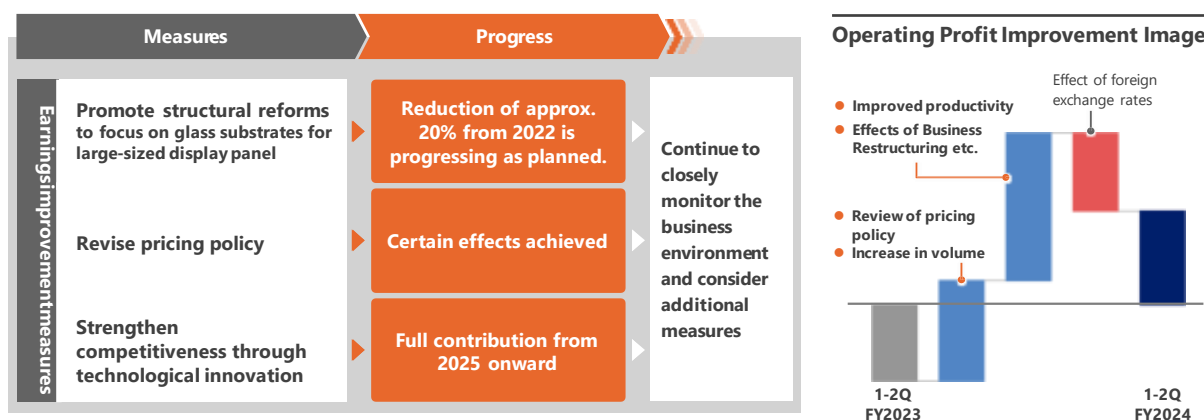 Measures
Progress
Earningsimprovementmeasures
Promote structural reforms
to focus on glass substrates for
large-sized display panel
Reduction of approx.
20% from 2022 is
progressing as planned.
Revise pricing policy
Certain effects achieved
Strengthen
competitiveness through
technological innovation
Full contribution from
2025 onward
Continue to
closely
monitor the
business
environment
and consider
additional
measures
Operating Profit Improvement Image
Effect of foreign
exchange rates
● Improved productivity
● Effects of Business
Restructuring etc.
● Review of pricing
policy
● Increase in volume
1-2Q
FY2023
1-2Q
FY2024